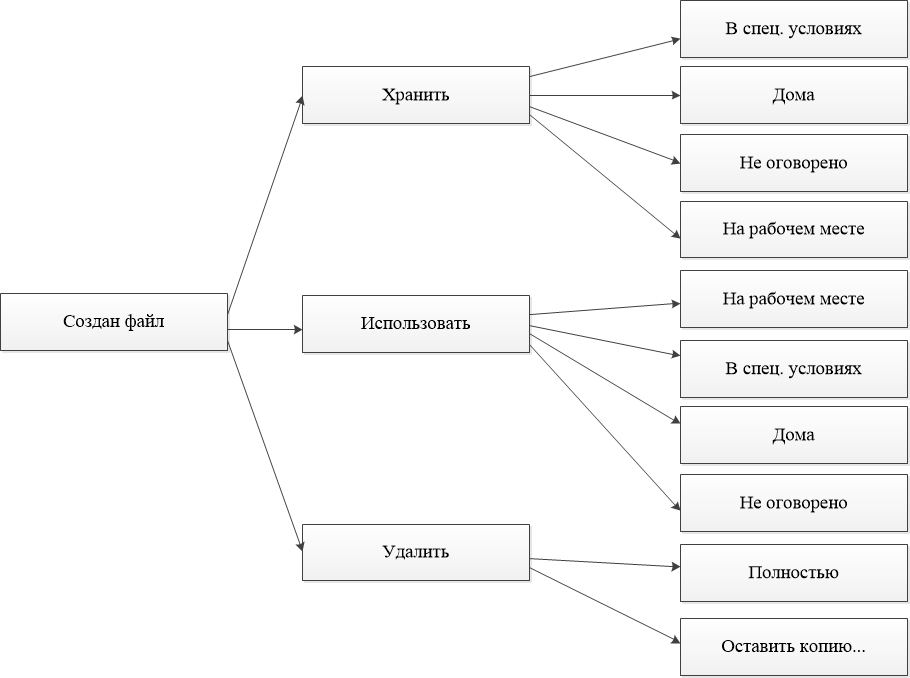 Создан файл
Хранить
В спец. условиях
Дома
Не оговорено
На рабочем месте
Использовать
На рабочем месте
В спец. условиях
Дома
Не оговорено
Удалить
Полностью
Оставить копию...